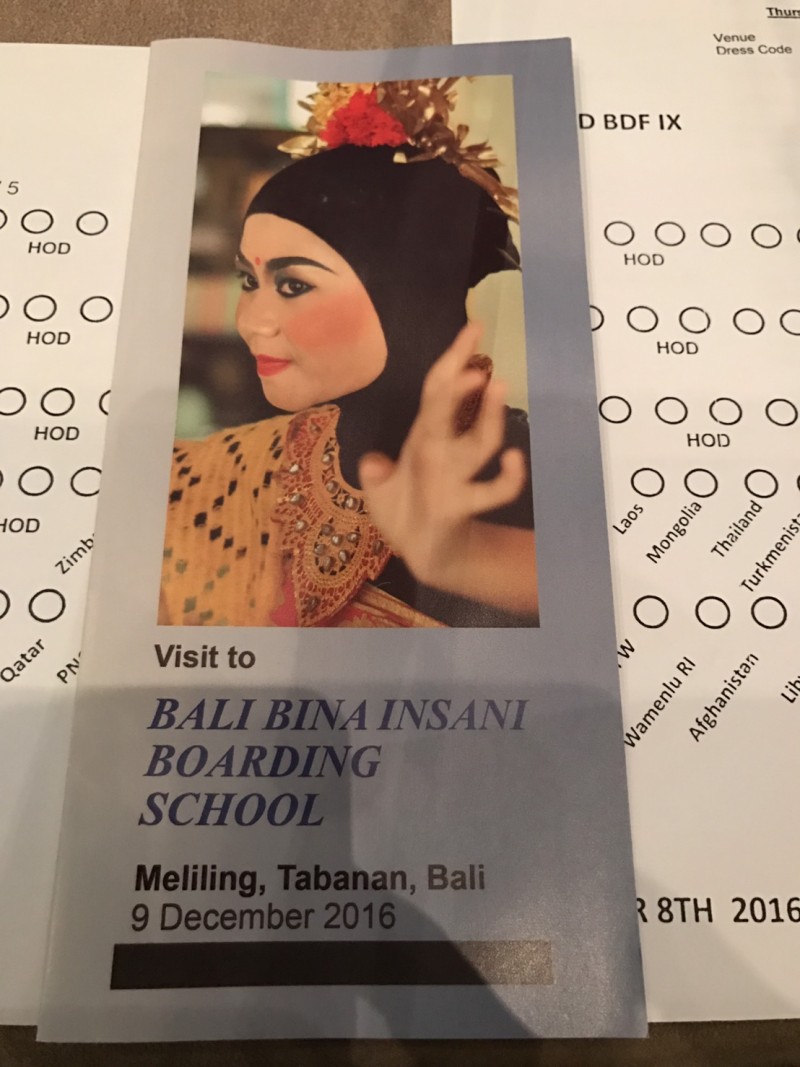 Visit to
BALI BINA INSANI
BOARDING
SCHOOL
Meliling, Tabanan, Bali
9 December 2016
5
HOD
HOD
HOD
HOD
Qatar
Venue
Dress Code
D BDF IX
HOD
HOD
HOD
Laos
Mongolia
Thailand
Wamenlu RI
Afghanistan
R 8TH 2016